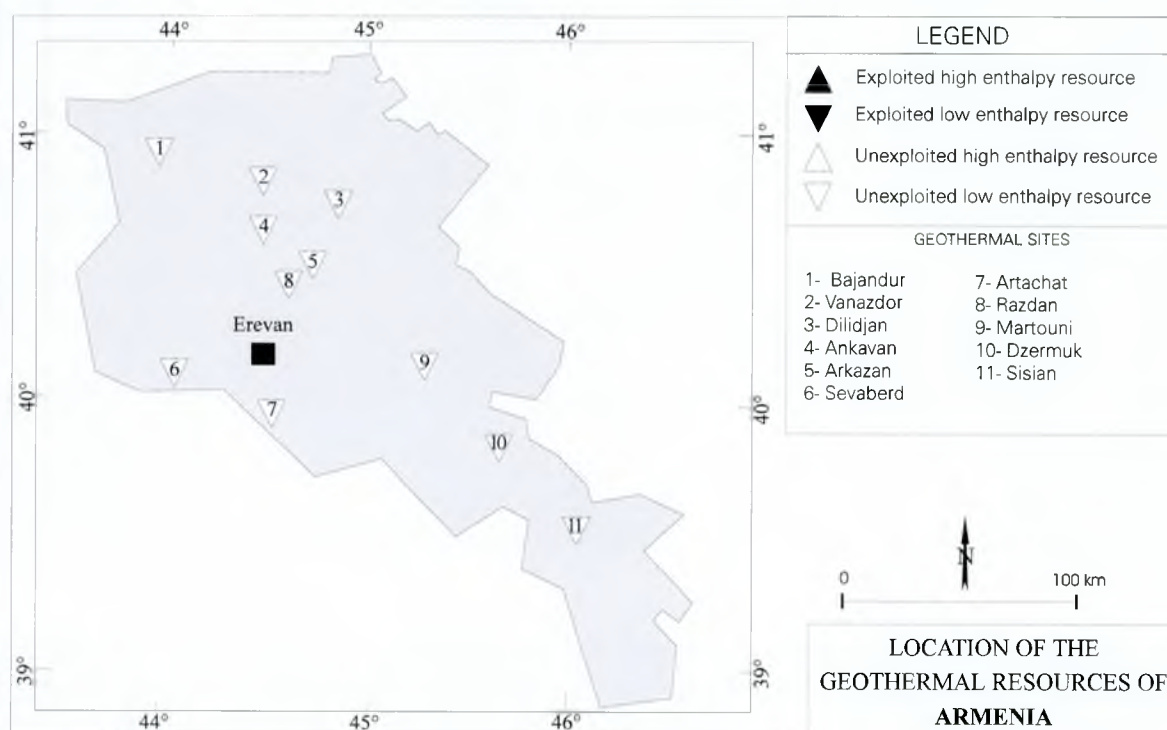 44° 45° 46°
41° 41°
1
2
3
4
5
8
Erevan
6
9
7
40° 40°
10
11
39° 39°
44° 45° 46°
LEGEND
Exploited high enthalpy resource
Exploited low enthalpy resource
Unexploited high enthalpy resource
Unexploited low enthalpy resource
GEOTHERMAL SITES
1- Bajandur
2- Vanazdor
3- Dilidjan
4- Ankavan
5- Arkazan
6- Sevaberd
7- Artachat
8- Razdan
9- Martouni
10- Dzermuk
11- Sisian
N
0 100 km
LOCATION OF THE
GEOTHERMAL RESOURCES OF
ARMENIA